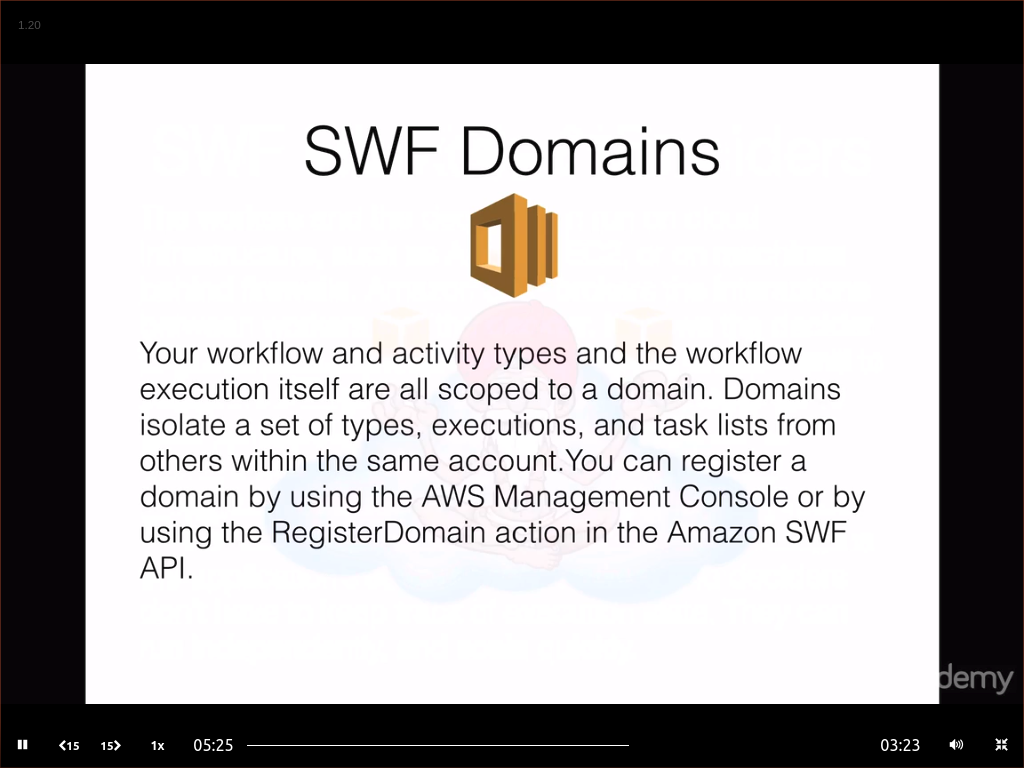 1.20
SWF Domains
Your workflow and activity types and the workflow
execution itself are all scoped to a domain. Domains
isolate a set of types, executions, and task lists from
others within the same account.You can register a
domain by using the AWS Management Console or by
using the RegisterDomain action in the Amazon SWF
API.
demy
15 15 1x 05:25 03:23